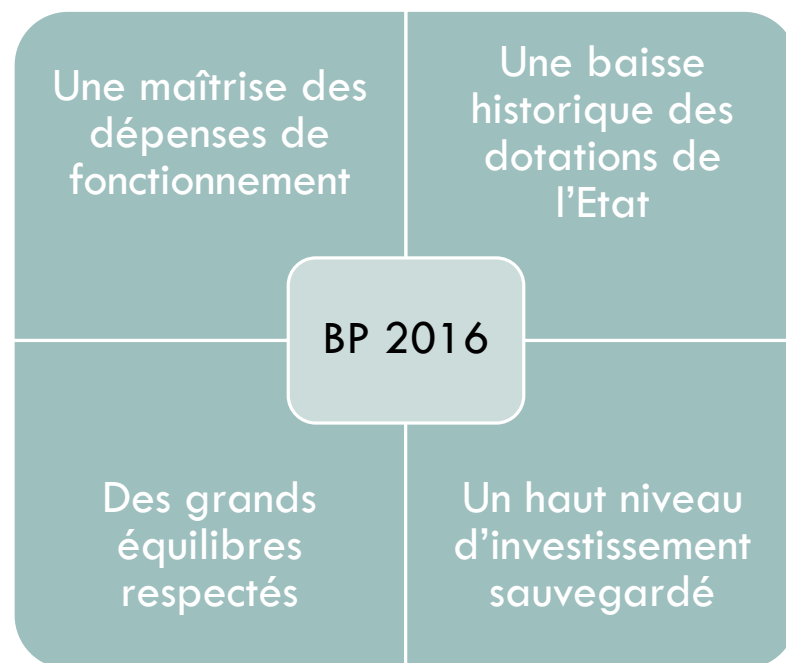 Une maîtrise des
dépenses de
fonctionnement
Une baisse
historique des
dotations de
l’Etat
BP 2016
Des grands
équilibres
respectés
Un haut niveau
d’investissement
sauvegardé